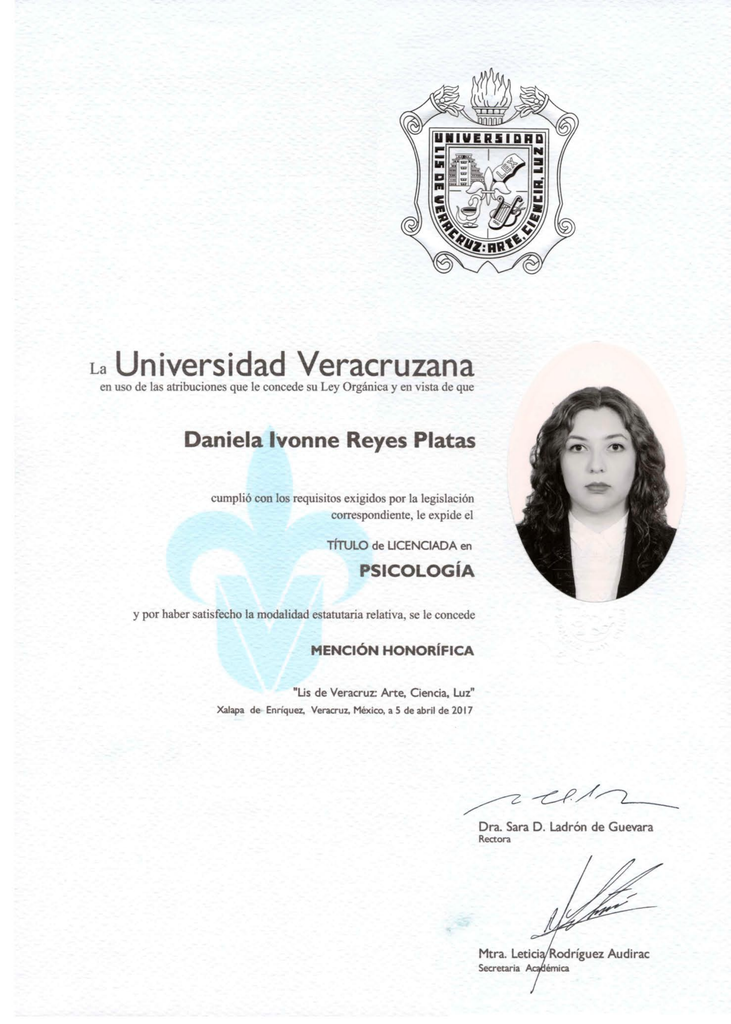 UNIVERSIDAD
LIS DE VERACRUZ: ARTE, CIENCIA, LUZ
LUX
La Universidad Veracruzana
en uso de las atribuciones que le concede su Ley Orgánica y en vista de que
Daniela Ivonne Reyes Platas
cumplió con los requisitos exigidos por la legislación
correspondiente, le expide el
TÍTULO de LICENCIADA en
PSICOLOGÍA
y por haber satisfecho la modalidad estatutaria relativa, se le concede
MENCIÓN HONORÍFICA
"Lis de Veracruz: Arte, Ciencia, Luz"
Xalapa de Enríquez, Veracruz, México, a 5 de abril de 2017
Dra. Sara D. Ladrón de Guevara
Rectora
Mtra. Leticia Rodríguez Audirac
Secretaria Académica